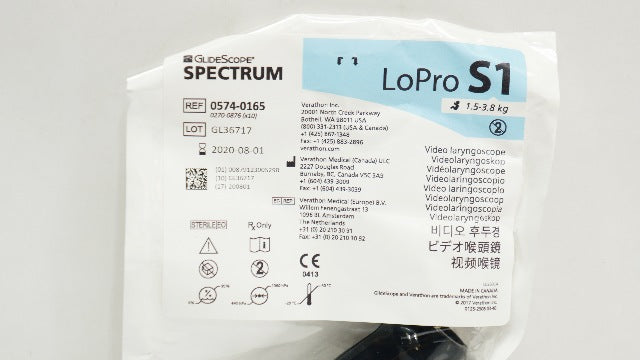 GLIDESCOPE®
SPECTRUM
LoPro S1
1.5-3.8 kg
REF 0574-0165
0270-0876 (x10)
LOT GL36717
2020-08-01
(10) GL36717
(17) 200801
STERILE EO
Rx Only
Verathon Inc.
20001 North Creek Parkway
Bothell, WA 98011 USA
(800) 331-2313 (USA & Canada)
+1 (425) 867-1348
Fax: +1 (425) 883-2896
verathon.com
Verathon Medical (Canada) ULC
2227 Douglas Road
Burnaby, BC, Canada V5C 5A9
+1 (604) 439-3009
Fax: +1 (604) 439-3039
EC REP Verathon Medical (Europe) B.V.
Willem Fenengastraat 13
1096 BL Amsterdam
The Netherlands
+31 (0) 20 210 30 91
Fax: +31 (0) 20 210 30 92
CE
0413
2
2
Video laryngoscope
Videolaryngoskop
Videolaringoscopio
Videolaryngoscopio
Videolaringoscópio
Videolaryngoscoop
Videolaryngoskop
비디오 후두경
ビデオ喉頭鏡
视频喉镜
MADE IN CANADA
GlideScope and Verathon are trademarks of Verathon Inc.
© 2017 Verathon Inc.